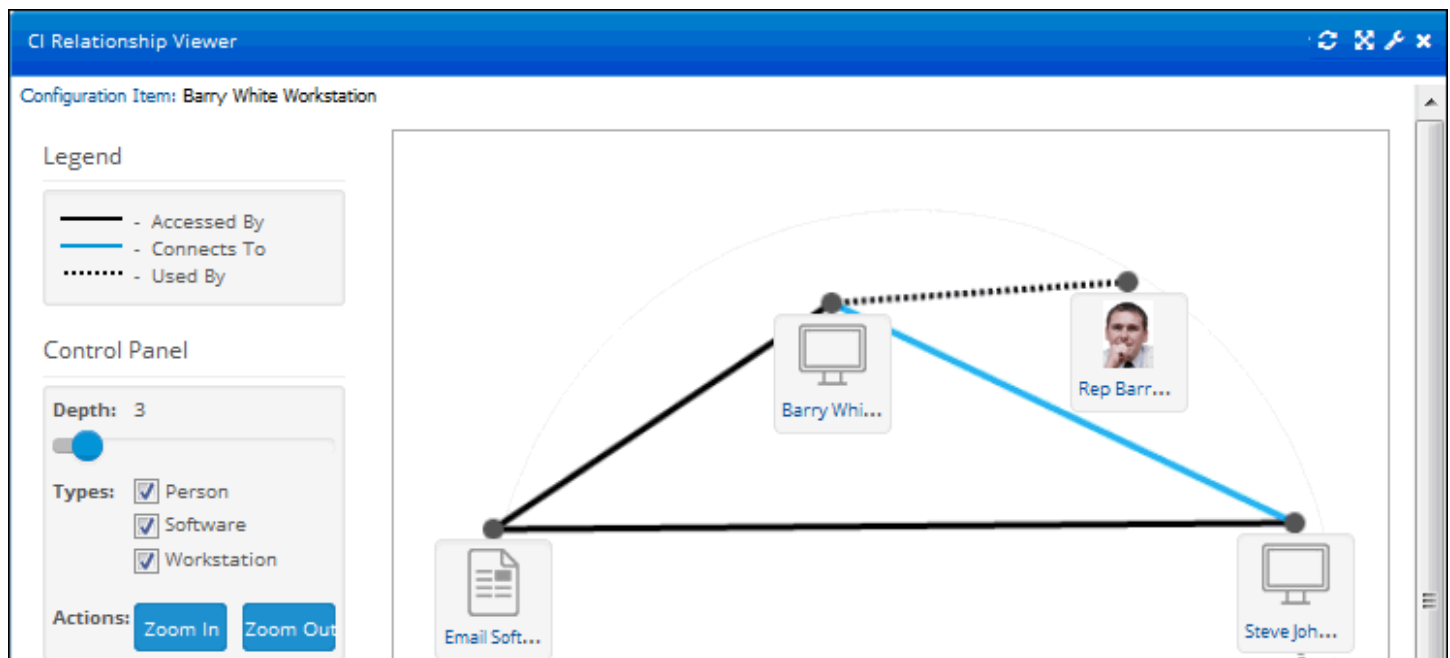 CI Relationship Viewer
Configuration Item: Barry White Workstation
Legend
- Accessed By
- Connects To
- Used By
Control Panel
Depth: 3
Types: Person
Software
Workstation
Actions: Zoom In Zoom Out
Barry Whi...
Rep Barr...
Email Soft...
Steve Joh...